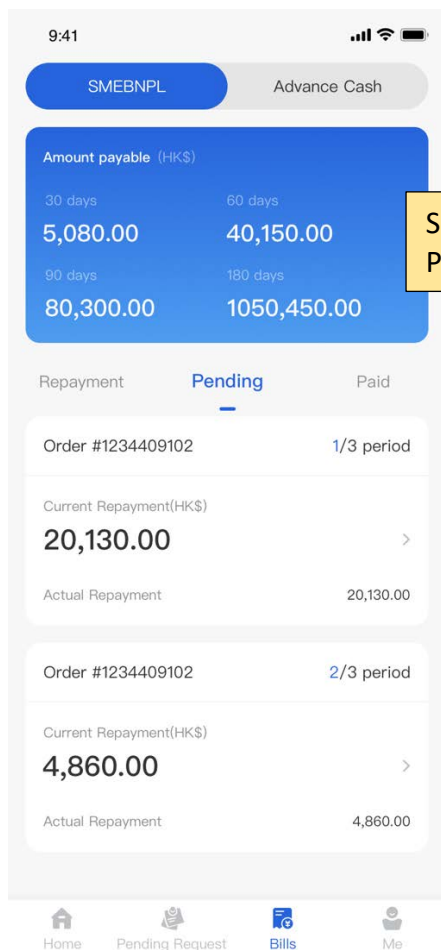 9:41
SMEBNPL Advance Cash
Amount payable (HK$)
30 days 60 days
5,080.00 40,150.00
90 days 180 days
80,300.00 1050,450.00
S
P
Repayment Pending Paid
Order #1234409102 1/3 period
Current Repayment(HK$)
20,130.00
Actual Repayment 20,130.00
Order #1234409102 2/3 period
Current Repayment(HK$)
4,860.00
Actual Repayment 4,860.00
Home Pending Request Bills Me